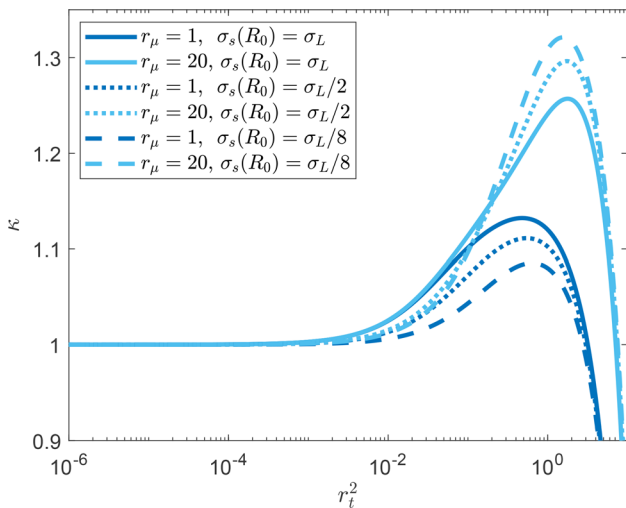 1.3
1.2
1.1
1
0.9
κ
r_μ = 1, σ_s(R_0) = σ_L
r_μ = 20, σ_s(R_0) = σ_L
r_μ = 1, σ_s(R_0) = σ_L/2
r_μ = 20, σ_s(R_0) = σ_L/2
r_μ = 1, σ_s(R_0) = σ_L/8
r_μ = 20, σ_s(R_0) = σ_L/8
10^-6 10^-4 10^-2 10^0
r_t^2